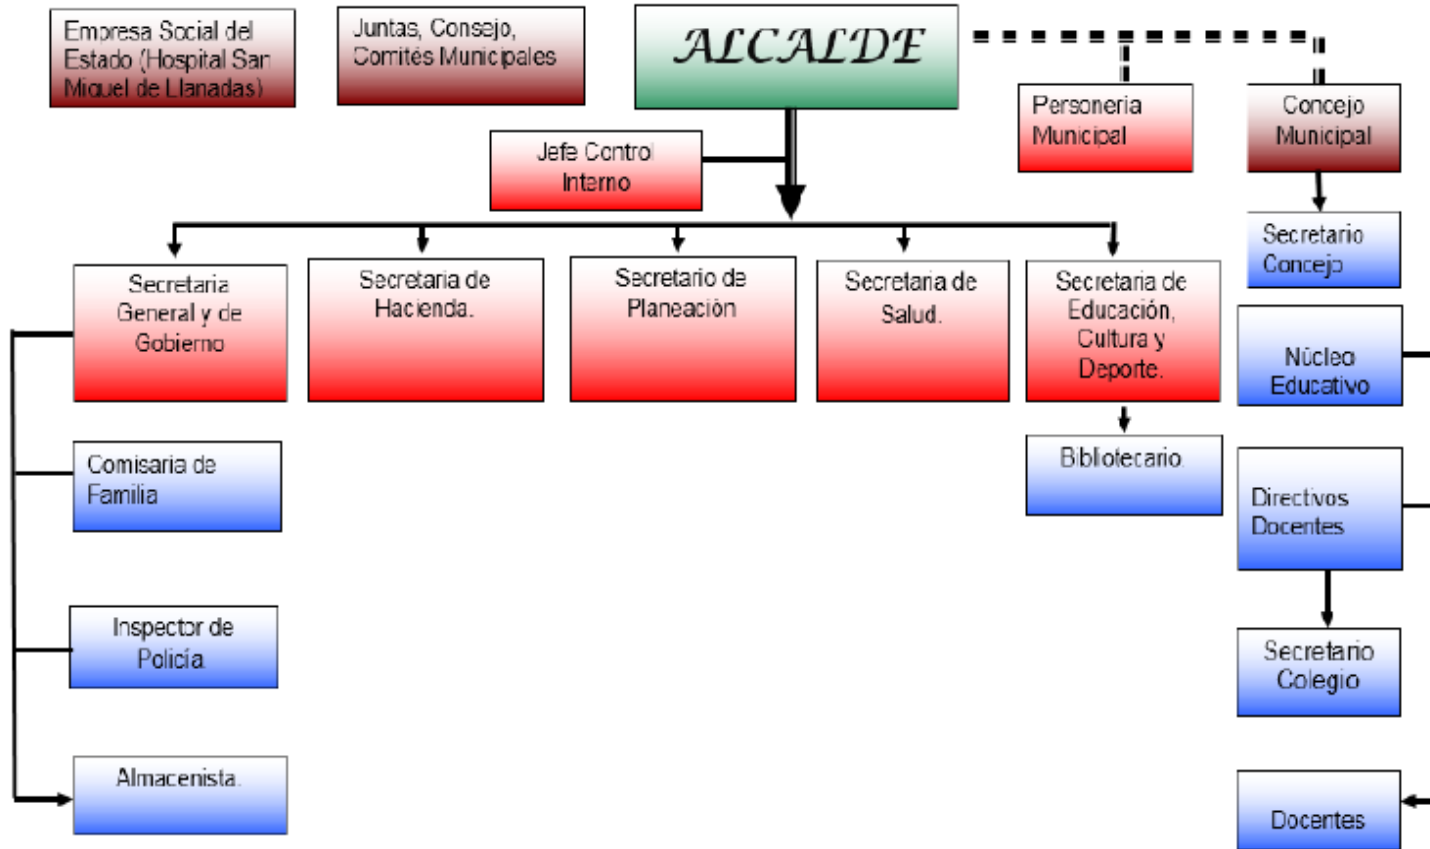 Empresa Social del
Estado (Hospital San
Miguel de Llanadas)
Juntas, Consejo,
Comités Municipales
ALCALDE
Personeria
Municipal
Concejo
Municipal
Jefe Control
Interno
Secretario
Concejo
Secretaria
General y de
Gobierno
Secretaria de
Hacienda.
Secretario de
Planeación
Secretaria de
Salud.
Secretaria de
Educación,
Cultura y
Deporte.
Núcleo
Educativo
Comisaria de
Familia
Bibliotecario.
Directivos
Docentes
Inspector de
Policía
Secretario
Colegio
Almacenista.
Docentes